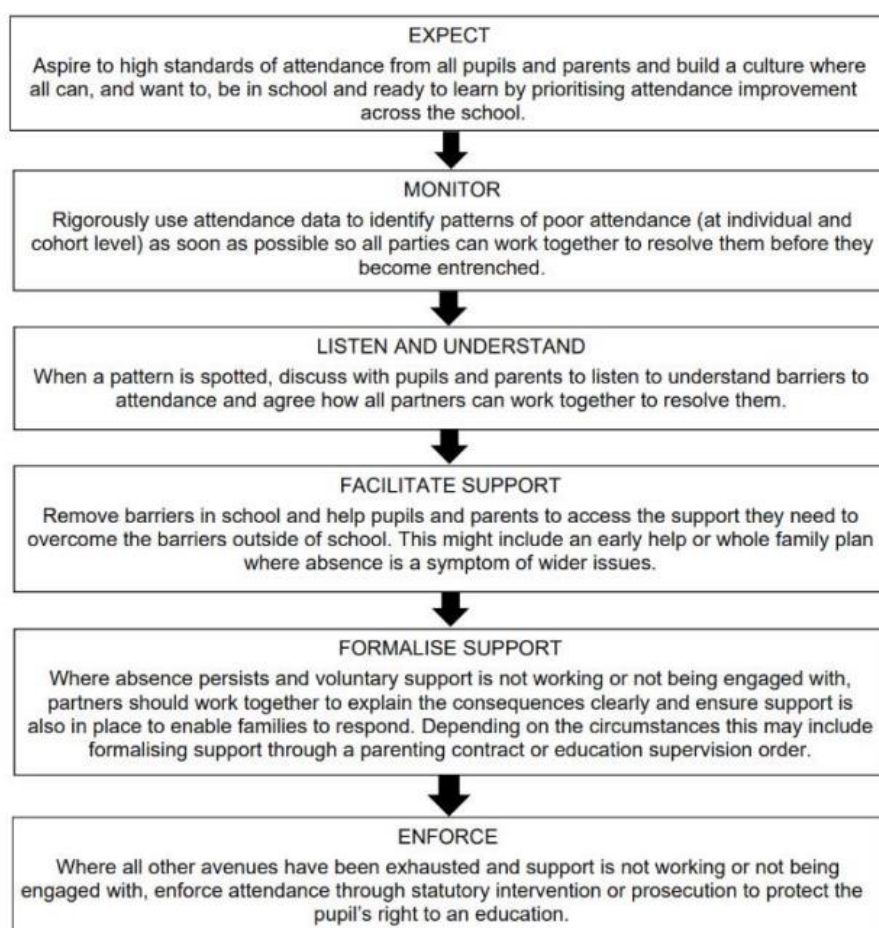 EXPECT
Aspire to high standards of attendance from all pupils and parents and build a culture where
all can, and want to, be in school and ready to learn by prioritising attendance improvement
across the school.
MONITOR
Rigorously use attendance data to identify patterns of poor attendance (at individual and
cohort level) as soon as possible so all parties can work together to resolve them before they
become entrenched.
LISTEN AND UNDERSTAND
When a pattern is spotted, discuss with pupils and parents to listen to understand barriers to
attendance and agree how all partners can work together to resolve them.
FACILITATE SUPPORT
Remove barriers in school and help pupils and parents to access the support they need to
overcome the barriers outside of school. This might include an early help or whole family plan
where absence is a symptom of wider issues.
FORMALISE SUPPORT
Where absence persists and voluntary support is not working or not being engaged with,
partners should work together to explain the consequences clearly and ensure support is
also in place to enable families to respond. Depending on the circumstances this may include
formalising support through a parenting contract or education supervision order.
ENFORCE
Where all other avenues have been exhausted and support is not working or not being
engaged with, enforce attendance through statutory intervention or prosecution to protect the
pupil's right to an education.